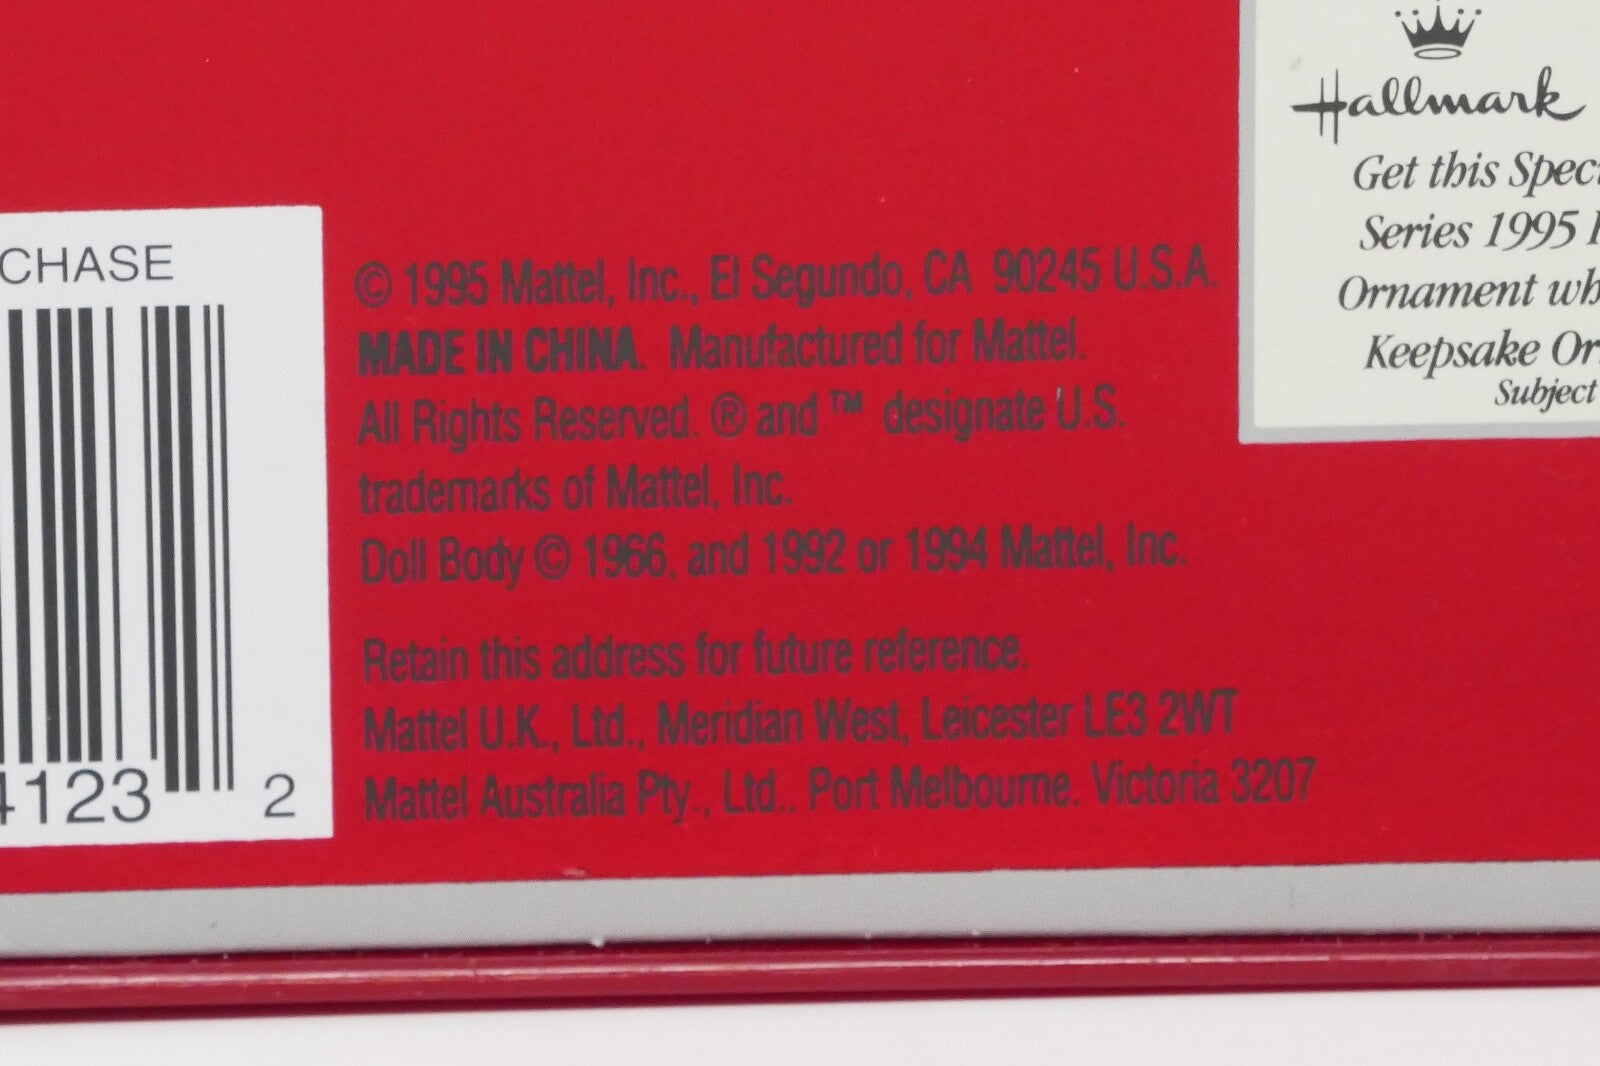 CHASE
4123 2
© 1995 Mattel, Inc., El Segundo, CA 90245 U.S.A.
MADE IN CHINA. Manufactured for Mattel.
All Rights Reserved. ® and ™ designate U.S.
trademarks of Mattel, Inc.
Doll Body © 1966, and 1992 or 1994 Mattel, Inc.
Retain this address for future reference.
Mattel U.K., Ltd., Meridian West, Leicester LE3 2WT
Mattel Australia Pty., Ltd.. Port Melbourne. Victoria 3207
Hallmark
Get this
Series 1995
Ornament
Keepsake
Subject